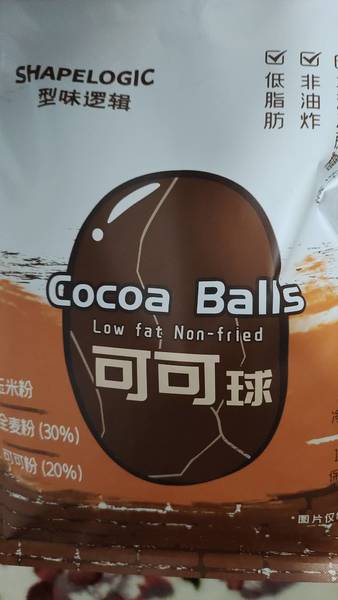 SHAPELOGIC
型味逻辑
低脂肪
非油炸
Cocoa Balls
Low fat Non-fried
可可球
玉米粉
全麦粉 (30%)
可可粉 (20%)
*图片仅